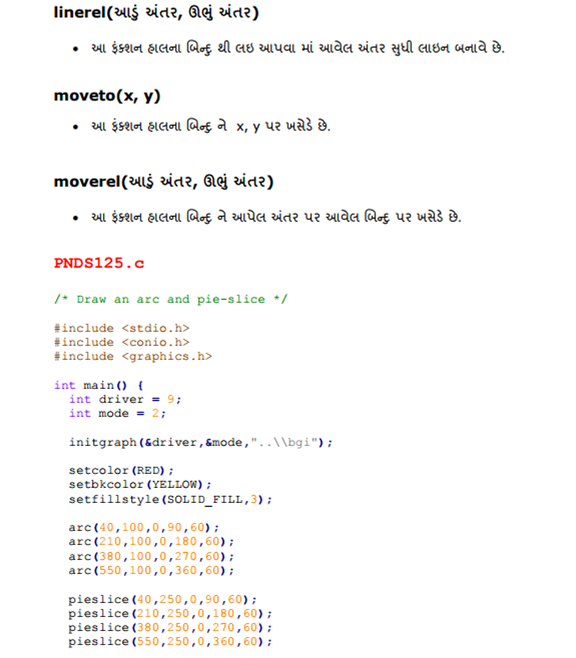 linerel(આડું અંતર, ઊભું અંતર)
• આ ફંક્શન હાલના બિન્દુ થી લઇ આપવા માં આવેલ અંતર સુધી લાઇન બનાવે છે.
moveto(x, y)
• આ ફંક્શન હાલના બિન્દુ ને x, y પર ખસેડે છે.
moverel(આડું અંતર, ઊભું અંતર)
• આ ફંક્શન હાલના બિન્દુ ને આપેલ અંતર પર આવેલ બિન્દુ પર ખસેડે છે.
PNDS125.c
/* Draw an arc and pie-slice */
#include <stdio.h>
#include <conio.h>
#include <graphics.h>
int main() {
int driver = 9;
int mode = 2;
initgraph(&driver,&mode,"..\\bgi");
setcolor(RED);
setbkcolor(YELLOW);
setfillstyle(SOLID_FILL,3);
arc(40,100,0,90,60);
arc(210,100,0,180,60);
arc(380,100,0,270,60);
arc(550,100,0,360,60);
pieslice(40,250,0,90,60);
pieslice(210,250,0,180,60);
pieslice(380,250,0,270,60);
pieslice(550,250,0,360,60);